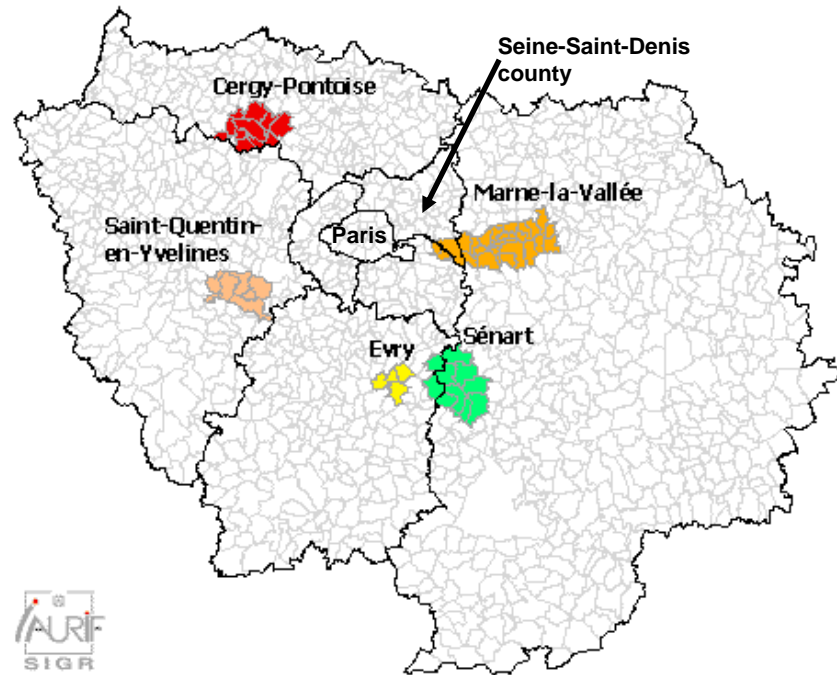 Seine-Saint-Denis
county
Cergy-Pontoise
Marne-la-Vallée
Saint-Quentin-
en-Yvelines
Paris
Evry
Sénart
IAURIF
SIGR